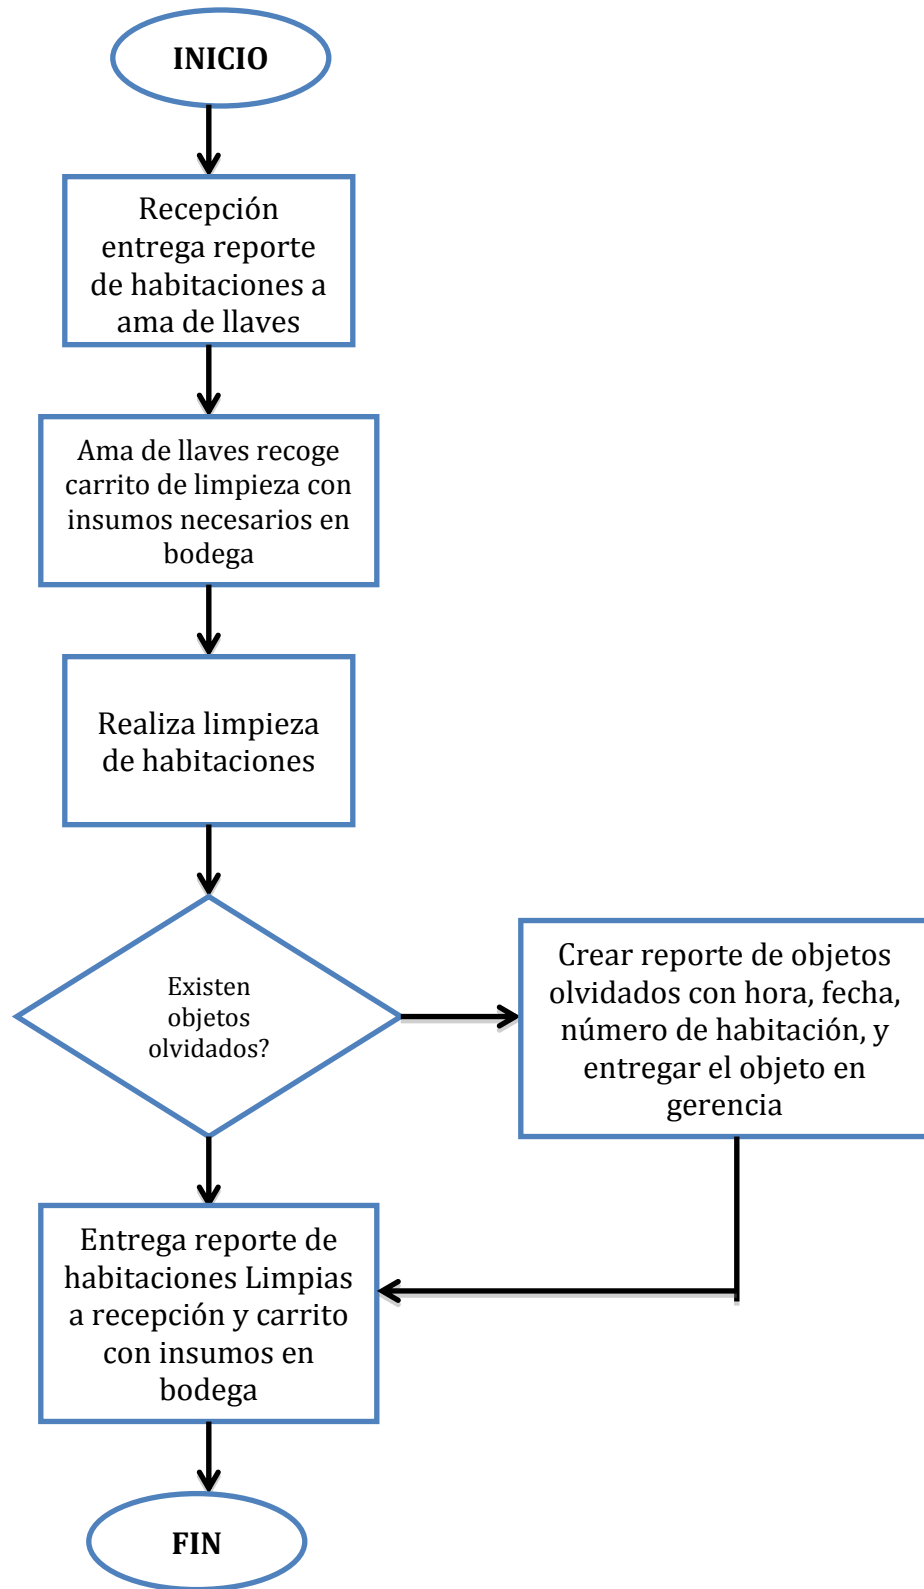 INICIO
Recepción
entrega reporte
de habitaciones a
ama de llaves
Ama de llaves recoge
carrito de limpieza con
insumos necesarios en
bodega
Realiza limpieza
de habitaciones
Existen
objetos
olvidados?
Crear reporte de objetos
olvidados con hora, fecha,
número de habitación, y
entregar el objeto en
gerencia
Entrega reporte de
habitaciones Limpias
a recepción y carrito
con insumos en
bodega
FIN